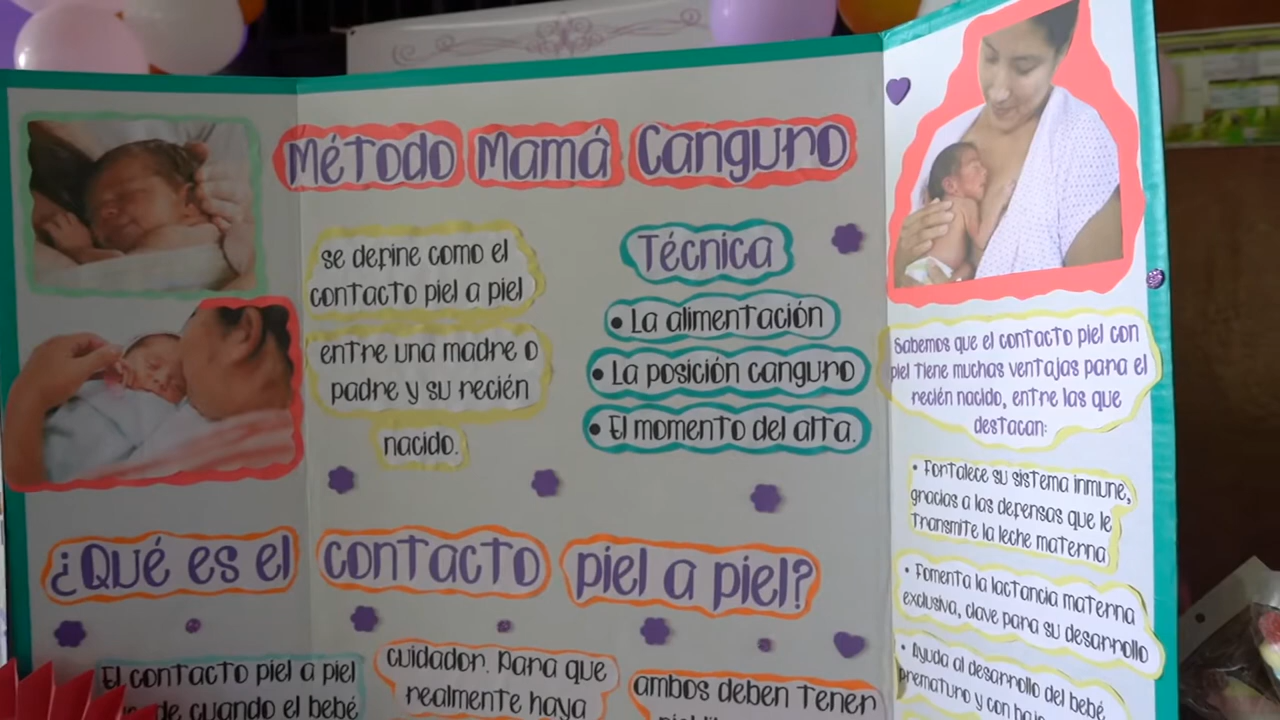 Método Mamá Canguro
se define como el
contacto piel a piel
entre una madre o
padre y su recién
nacido.
Técnica
• La alimentación
• La posición canguro
• El momento del alta.
¿Qué es el contacto piel a piel?
El contacto piel a piel
de cuando el bebé
cuidador. Para que
realmente haya
ambos deben tener
Sabemos que el contacto piel con
piel tiene muchas ventajas para el
recién nacido, entre las que
destacan:
• Fortalece su sistema inmune,
gracias a las defensas que le
transmite la leche materna
• Fomenta la lactancia materna
exclusiva, clave para su desarrollo
• Ayuda al desarrollo del bebé
prematuro y con